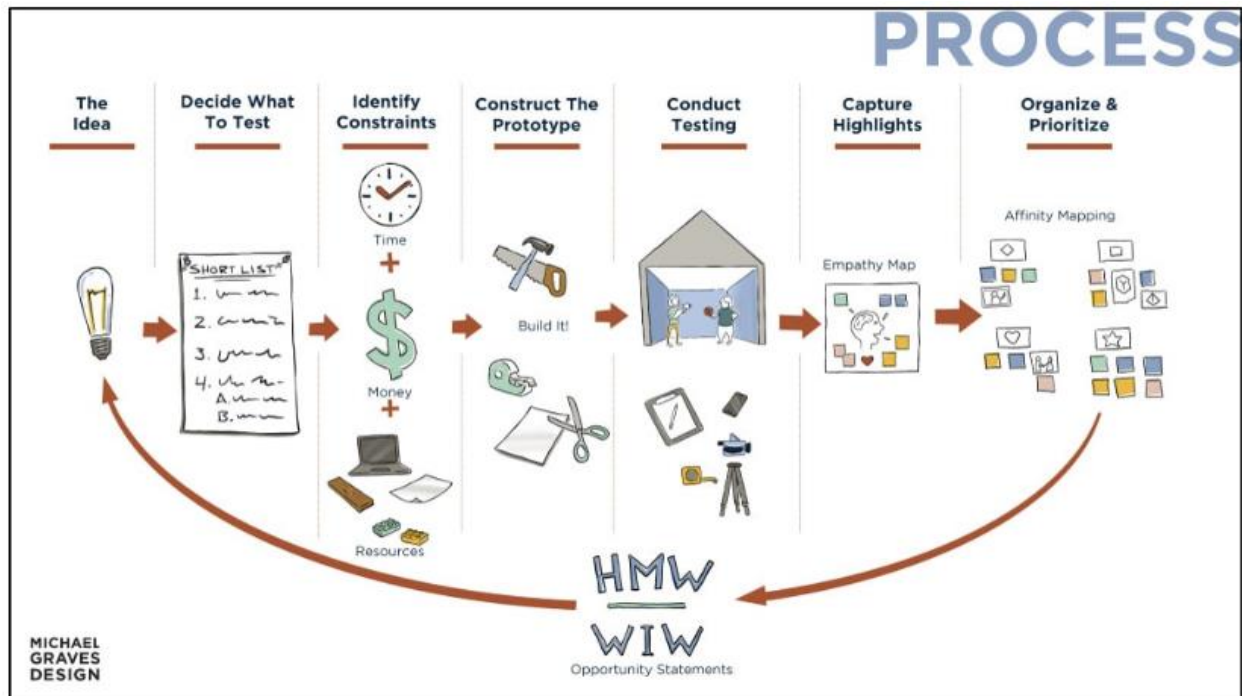 PROCESS
The
Idea
Decide What
To Test
Identify
Constraints
Construct The
Prototype
Conduct
Testing
Capture
Highlights
Organize &
Prioritize
SHORT LIST
1.
2.
3.
4.
A.
B.
Time
+
$
Money
+
Resources
Build It!
Empathy Map
Affinity Mapping
HMW
WIW
Opportunity Statements
MICHAEL
GRAVES
DESIGN